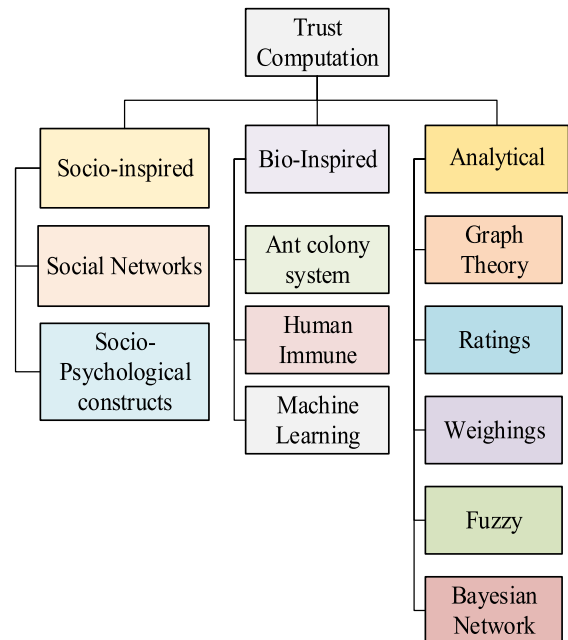 Trust
Computation
Socio-inspired
Social Networks
Socio-
Psychological
constructs
Bio-Inspired
Ant colony
system
Human
Immune
Machine
Learning
Analytical
Graph
Theory
Ratings
Weighings
Fuzzy
Bayesian
Network